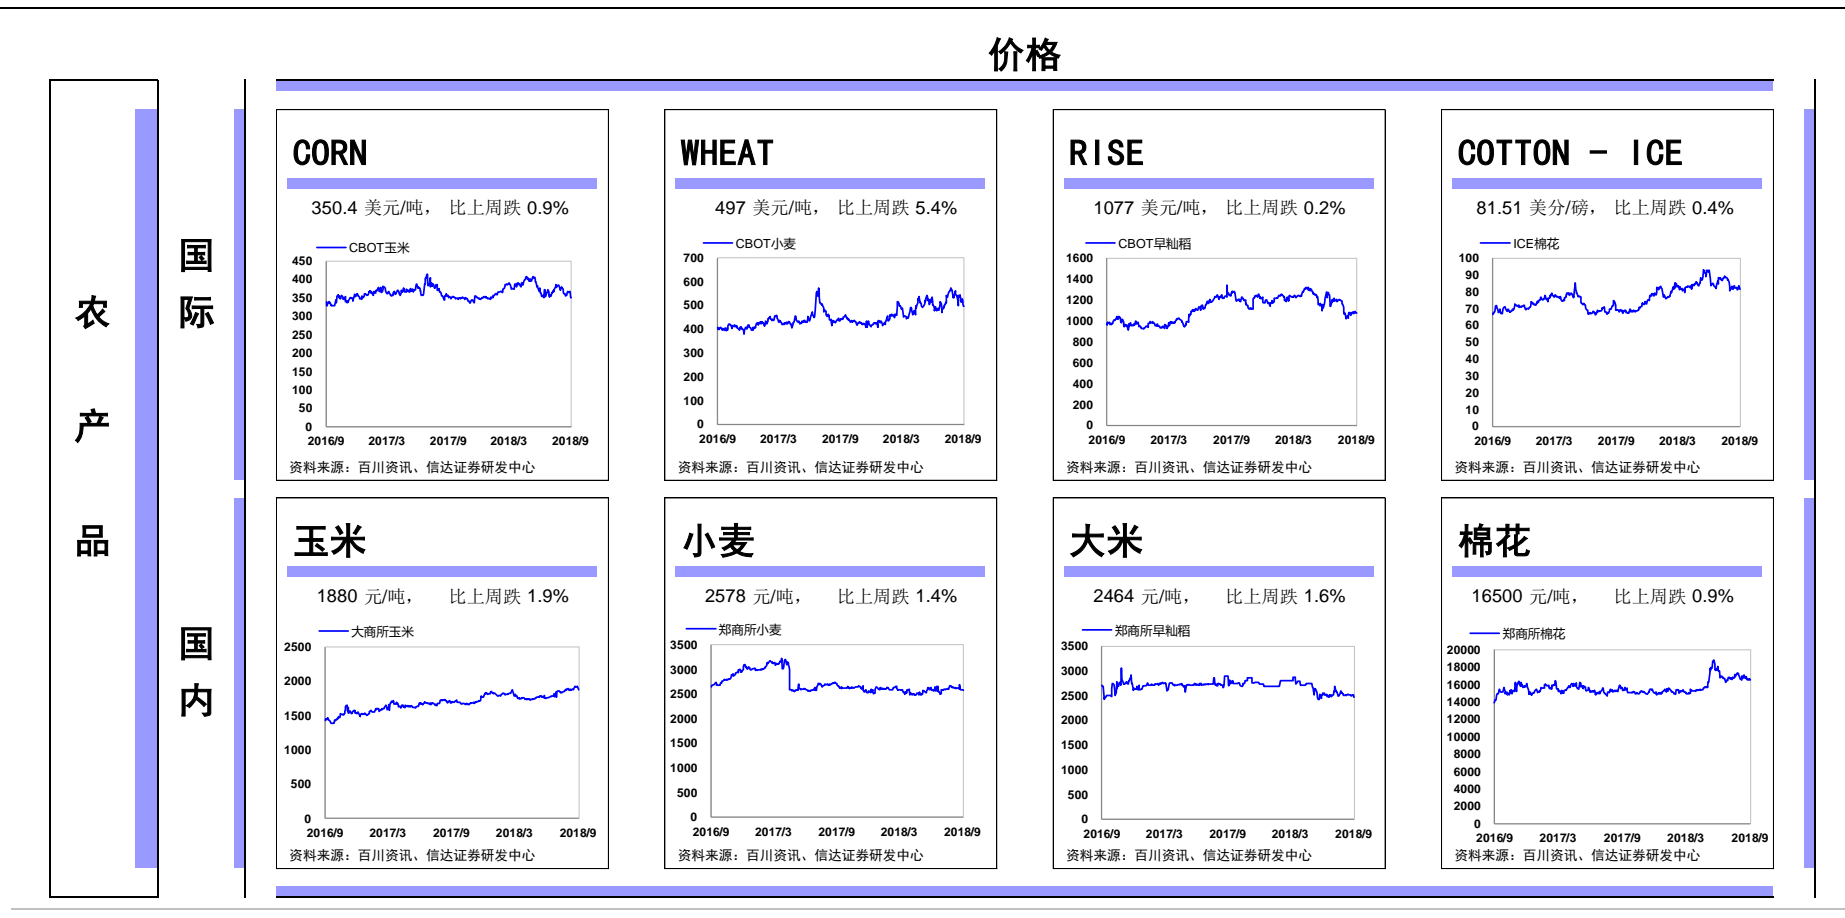 价格
农
产
品
国
际
CORN
350.4 美元/吨， 比上周跌 0.9%
CBOT玉米
450
400
350
300
250
200
150
100
50
0
2016/9 2017/3 2017/9 2018/3 2018/9
资料来源：百川资讯、信达证券研发中心
WHEAT
497 美元/吨， 比上周跌 5.4%
CBOT小麦
700
600
500
400
300
200
100
0
2016/9 2017/3 2017/9 2018/3 2018/9
资料来源：百川资讯、信达证券研发中心
RISE
1077 美元/吨， 比上周跌 0.2%
CBOT早籼稻
1600
1400
1200
1000
800
600
400
200
0
2016/9 2017/3 2017/9 2018/3 2018/9
资料来源：百川资讯、信达证券研发中心
COTTON - ICE
81.51 美分/磅， 比上周跌 0.4%
ICE棉花
100
90
80
70
60
50
40
30
20
10
0
2016/9 2017/3 2017/9 2018/3 2018/9
资料来源：百川资讯、信达证券研发中心
国
内
玉米
1880 元/吨， 比上周跌 1.9%
大商所玉米
2500
2000
1500
1000
500
0
2016/9 2017/3 2017/9 2018/3 2018/9
资料来源：百川资讯、信达证券研发中心
小麦
2578 元/吨， 比上周跌 1.4%
郑商所小麦
3500
3000
2500
2000
1500
1000
500
0
2016/9 2017/3 2017/9 2018/3 2018/9
资料来源：百川资讯、信达证券研发中心
大米
2464 元/吨， 比上周跌 1.6%
郑商所早籼稻
3500
3000
2500
2000
1500
1000
500
0
2016/9 2017/3 2017/9 2018/3 2018/9
资料来源：百川资讯、信达证券研发中心
棉花
16500 元/吨， 比上周跌 0.9%
郑商所棉花
20000
18000
16000
14000
12000
10000
8000
6000
4000
2000
0
2016/9 2017/3 2017/9 2018/3 2018/9
资料来源：百川资讯、信达证券研发中心